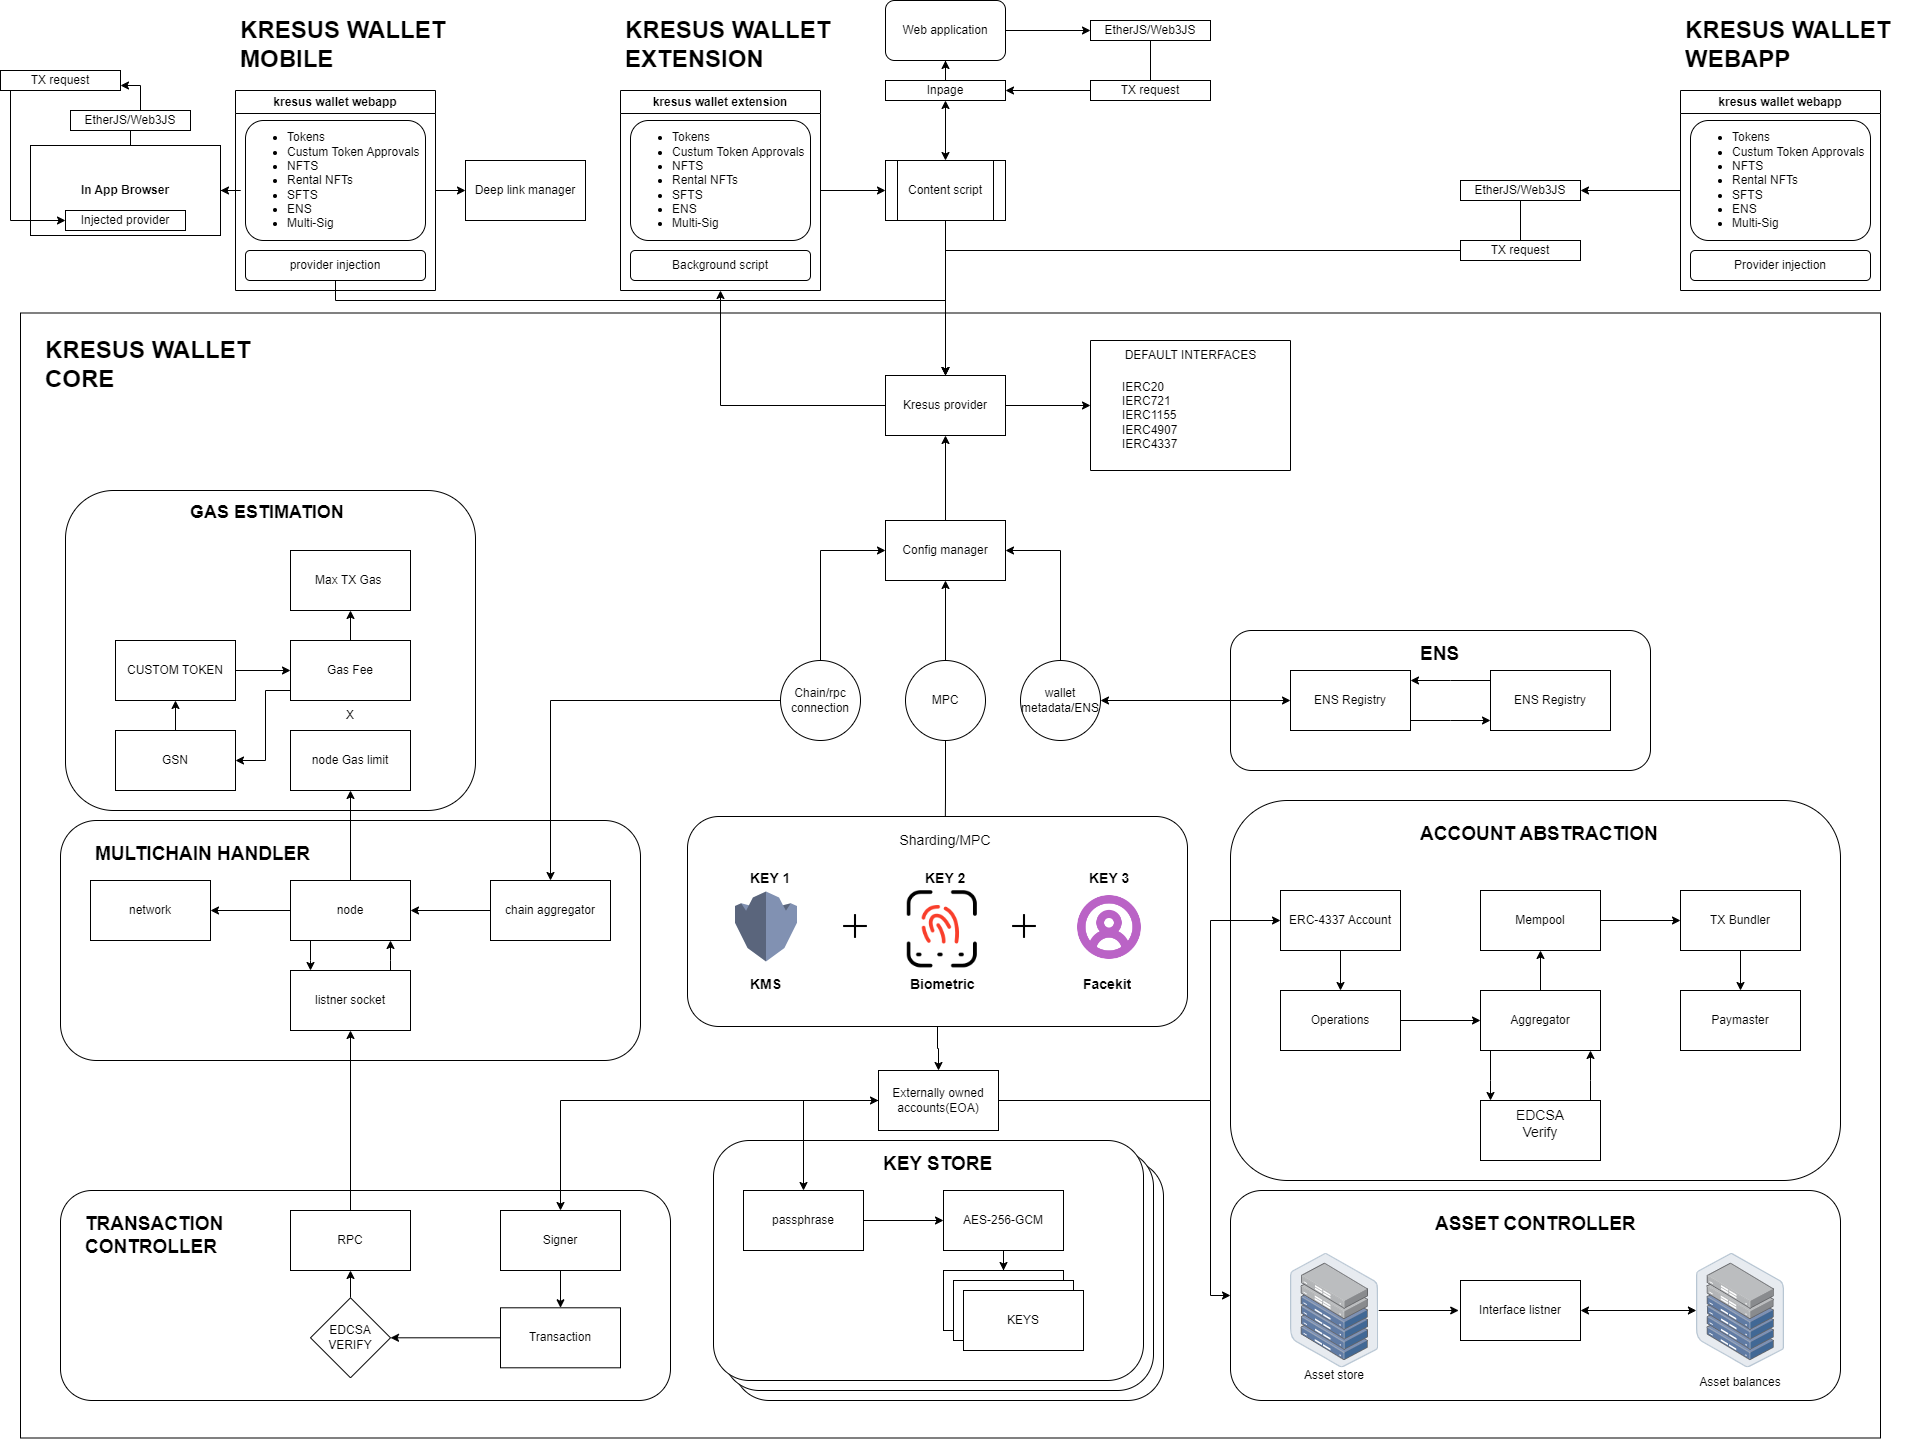 KRESUS WALLET
MOBILE
KRESUS WALLET
EXTENSION
KRESUS WALLET
WEBAPP
Web application
EtherJS/Web3JS
Inpage
TX request
TX request
EtherJS/Web3JS
In App Browser
Injected provider
kresus wallet webapp
Tokens
Custum Token Approvals
NFTS
Rental NFTs
SFTS
ENS
Multi-Sig
provider injection
Deep link manager
kresus wallet extension
Tokens
Custum Token Approvals
NFTS
Rental NFTs
SFTS
ENS
Multi-Sig
Background script
Content script
EtherJS/Web3JS
TX request
kresus wallet webapp
Tokens
Custum Token Approvals
NFTS
Rental NFTs
SFTS
ENS
Multi-Sig
Provider injection
KRESUS WALLET
CORE
Kresus provider
DEFAULT INTERFACES
IERC20
IERC721
IERC1155
IERC4907
IERC4337
Config manager
GAS ESTIMATION
Max TX Gas
CUSTOM TOKEN
Gas Fee
X
GSN
node Gas limit
Chain/rpc
connection
MPC
wallet
metadata/ENS
ENS
ENS Registry
ENS Registry
MULTICHAIN HANDLER
network
node
chain aggregator
listner socket
Sharding/MPC
KEY 1
KEY 2
KEY 3
KMS
Biometric
Facekit
ACCOUNT ABSTRACTION
ERC-4337 Account
Mempool
TX Bundler
Operations
Aggregator
Paymaster
EDCSA
Verify
Externally owned
accounts(EOA)
KEY STORE
passphrase
AES-256-GCM
KEYS
TRANSACTION
CONTROLLER
RPC
Signer
EDCSA
VERIFY
Transaction
ASSET CONTROLLER
Interface listner
Asset store
Asset balances